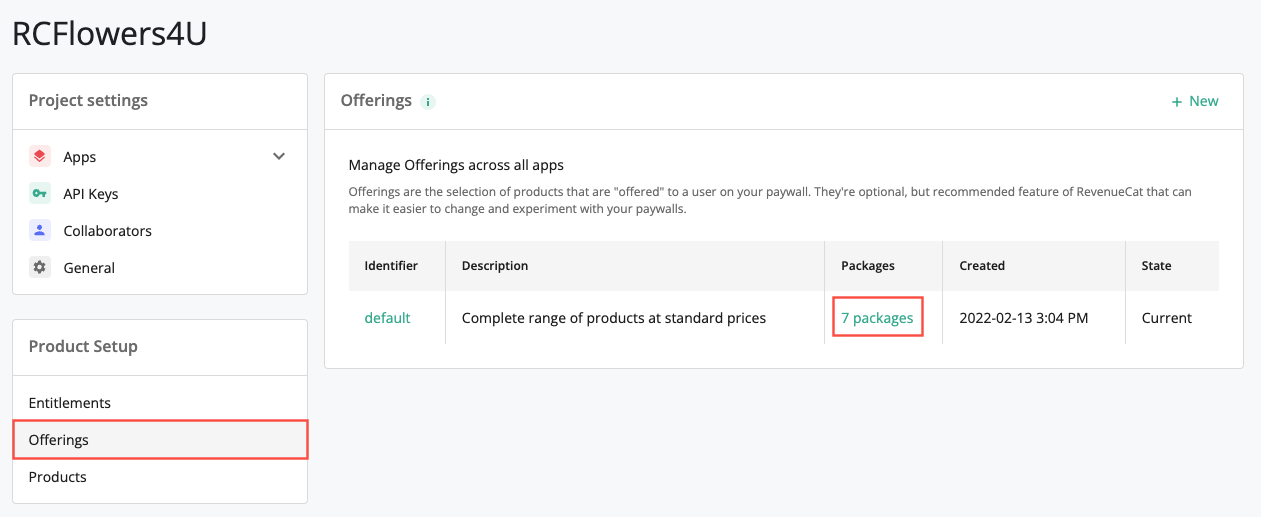 RCFlowers4U
Project settings
Apps
API Keys
Collaborators
General
Product Setup
Entitlements
Offerings
Products
Offerings i
+ New
Manage Offerings across all apps
Offerings are the selection of products that are "offered" to a user on your paywall. They're optional, but recommended feature of RevenueCat that can
make it easier to change and experiment with your paywalls.
Identifier Description Packages Created State
default Complete range of products at standard prices 7 packages 2022-02-13 3:04 PM Current